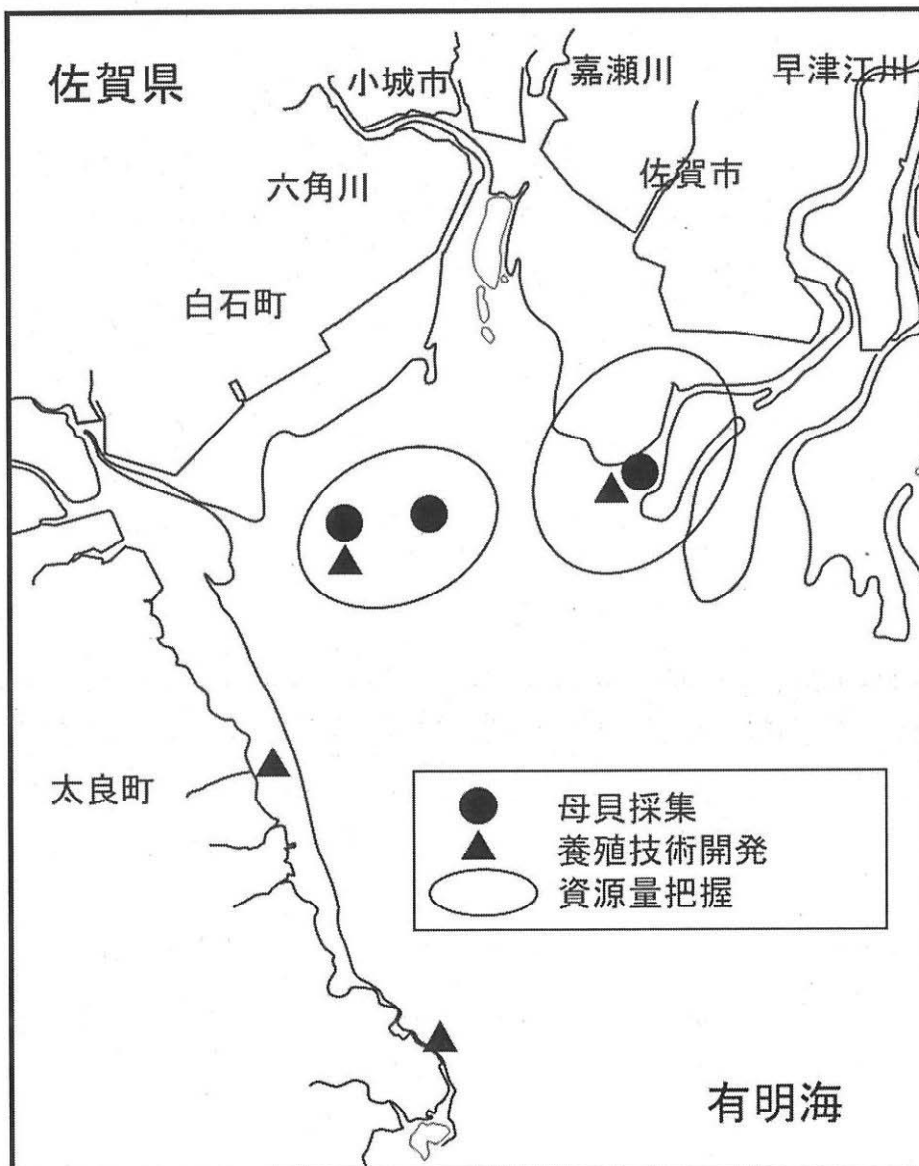 佐賀県
小城市
嘉瀬川
早津江川
六角川
佐賀市
白石町
太良町
母貝採集
養殖技術開発
資源量把握
有明海